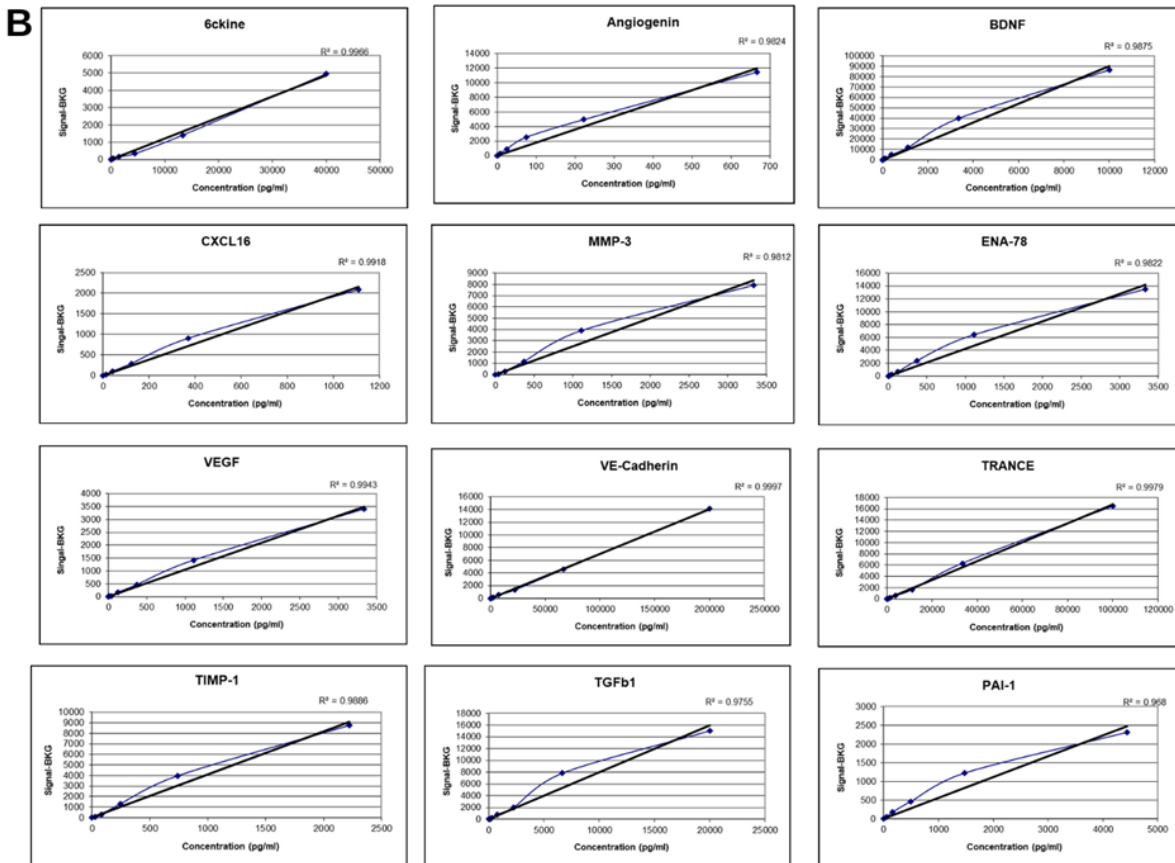 B
6ckine
R² = 0.9966
Signal-BKG
6000
5000
4000
3000
2000
1000
0
0 10000 20000 30000 40000 50000
Concentration (pg/ml)
Angiogenin
R² = 0.9824
Signal-BKG
14000
12000
10000
8000
6000
4000
2000
0
0 100 200 300 400 500 600 700
Concentration (pg/ml)
BDNF
R² = 0.9875
Signal-BKG
100000
90000
80000
70000
60000
50000
40000
30000
20000
10000
0
0 2000 4000 6000 8000 10000 12000
Concentration (pg/ml)
CXCL16
R² = 0.9918
Singal-BKG
2500
2000
1500
1000
500
0
0 200 400 600 800 1000 1200
Concentration (pg/ml)
MMP-3
R² = 0.9812
Signal-BKG
9000
8000
7000
6000
5000
4000
3000
2000
1000
0
0 500 1000 1500 2000 2500 3000 3500
Concentration (pg/ml)
ENA-78
R² = 0.9822
Signal-BKG
16000
14000
12000
10000
8000
6000
4000
2000
0
0 500 1000 1500 2000 2500 3000 3500
Concentration (pg/ml)
VEGF
R² = 0.9943
Singal-BKG
4000
3500
3000
2500
2000
1500
1000
500
0
0 500 1000 1500 2000 2500 3000 3500
Concentration (pg/ml)
VE-Cadherin
R² = 0.9997
Signal-BKG
16000
14000
12000
10000
8000
6000
4000
2000
0
0 50000 100000 150000 200000 250000
Concentration (pg/ml)
TRANCE
R² = 0.9979
Signal-BKG
18000
16000
14000
12000
10000
8000
6000
4000
2000
0
0 20000 40000 60000 80000 100000 120000
Concentration (pg/ml)
TIMP-1
R² = 0.9886
Signal-BKG
10000
9000
8000
7000
6000
5000
4000
3000
2000
1000
0
0 500 1000 1500 2000 2500
Concentration (pg/ml)
TGFb1
R² = 0.9755
Signal-BKG
18000
16000
14000
12000
10000
8000
6000
4000
2000
0
0 5000 10000 15000 20000 25000
Concentration (pg/ml)
PAI-1
R² = 0.968
Signal-BKG
3000
2500
2000
1500
1000
500
0
0 1000 2000 3000 4000 5000
Concentration (pg/ml)